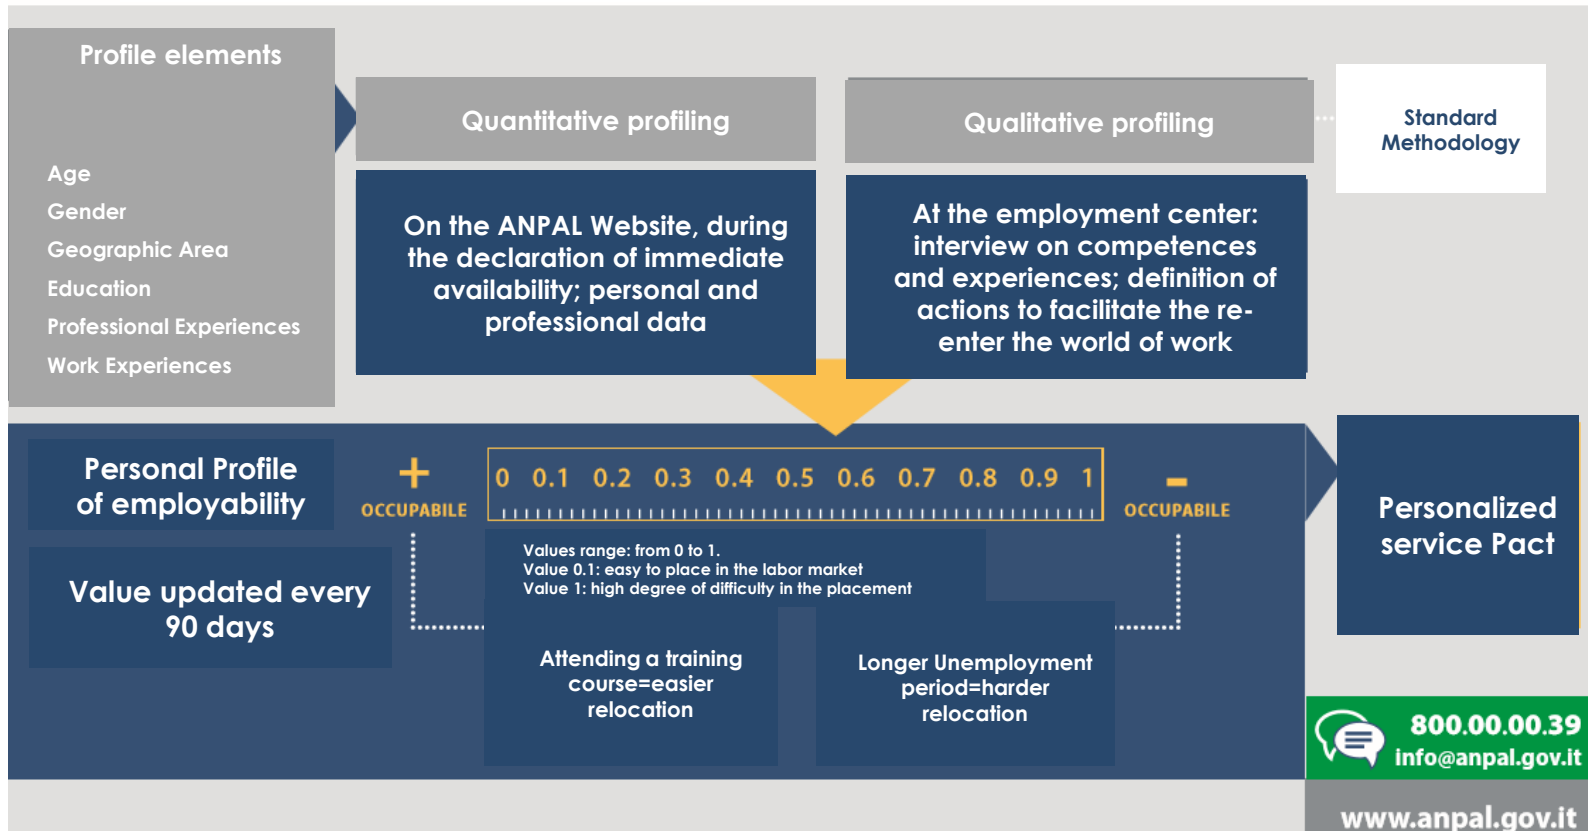 Profile elements
Age
Gender
Geographic Area
Education
Professional Experiences
Work Experiences
Quantitative profiling
On the ANPAL Website, during
the declaration of immediate
availability; personal and
professional data
Qualitative profiling
At the employment center:
interview on competences
and experiences; definition of
actions to facilitate the re-
enter the world of work
Standard
Methodology
Personal Profile
of employability
Value updated every
90 days
+
OCCUPABILE
0 0.1 0.2 0.3 0.4 0.5 0.6 0.7 0.8 0.9 1
-
OCCUPABILE
Values range: from 0 to 1.
Value 0.1: easy to place in the labor market
Value 1: high degree of difficulty in the placement
Attending a training
course=easier
relocation
Longer Unemployment
period=harder
relocation
Personalized
service Pact
800.00.00.39
info@anpal.gov.it
www.anpal.gov.it